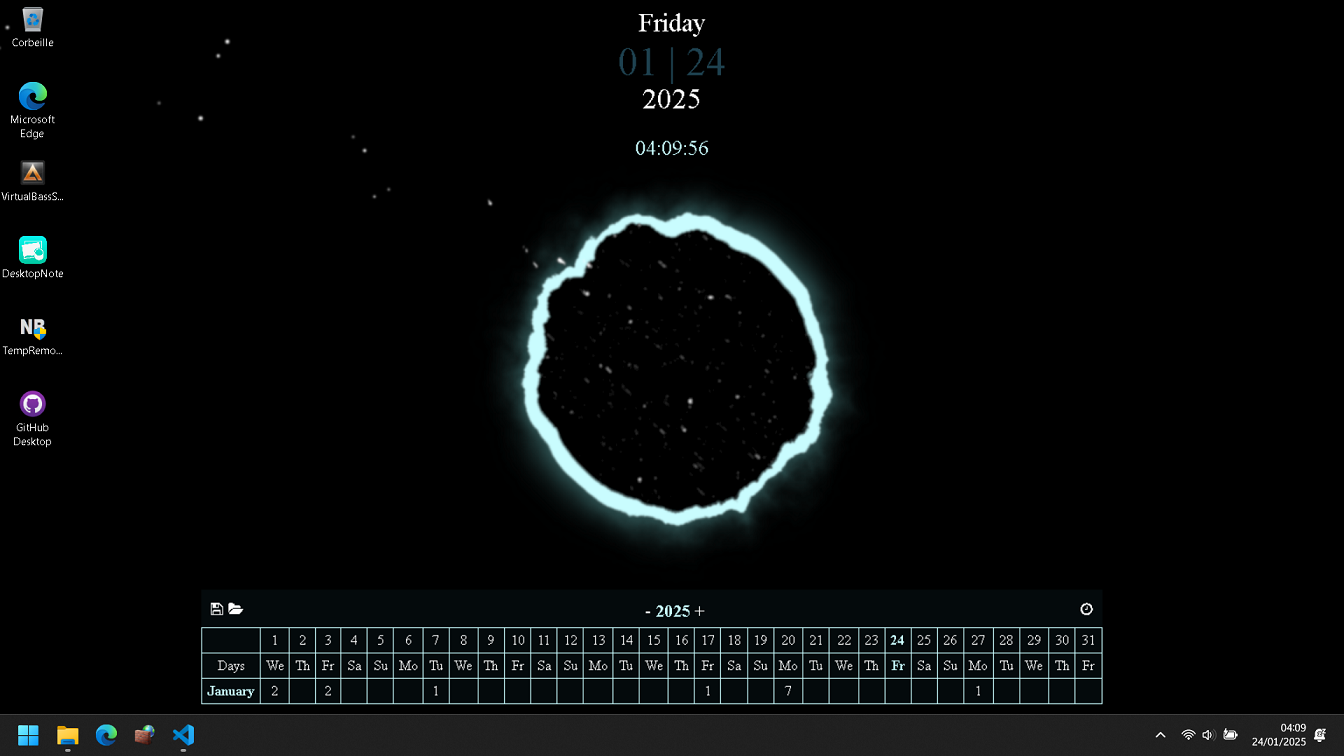 Corbeille
Microsoft
Edge
VirtualBassS...
DesktopNote
NR
TempRemo...
GitHub
Desktop
Friday
01 | 24
2025
04:09:56
- 2025 +
1 2 3 4 5 6 7 8 9 10 11 12 13 14 15 16 17 18 19 20 21 22 23 24 25 26 27 28 29 30 31
Days We Th Fr Sa Su Mo Tu We Th Fr Sa Su Mo Tu We Th Fr Sa Su Mo Tu We Th Fr Sa Su Mo Tu We Th Fr
January 2 2 1 1 7 1
04:09
24/01/2025